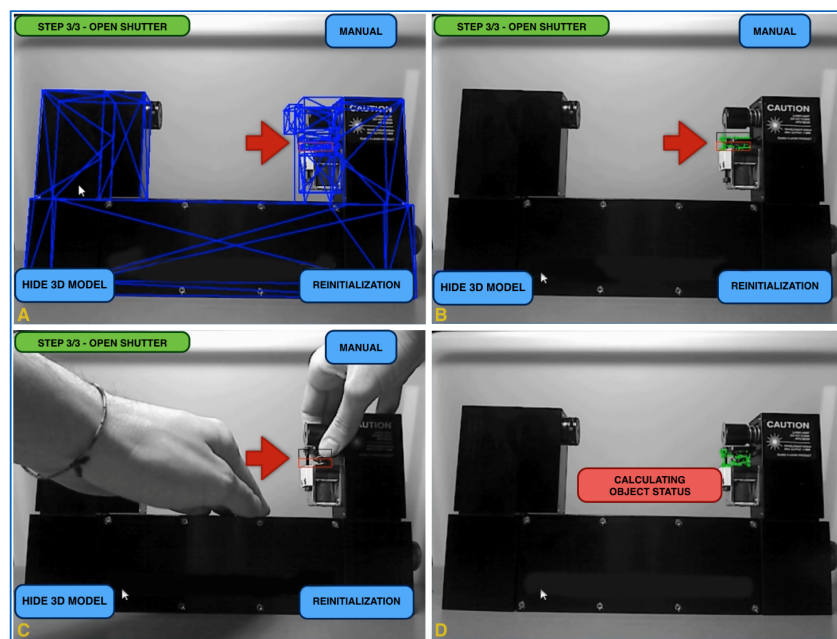 STEP 3/3 - OPEN SHUTTER
MANUAL
CAUTION
HIDE 3D MODEL
REINITIALIZATION
A
STEP 3/3 - OPEN SHUTTER
MANUAL
CAUTION
HIDE 3D MODEL
REINITIALIZATION
B
STEP 3/3 - OPEN SHUTTER
MANUAL
CAUTION
HIDE 3D MODEL
REINITIALIZATION
C
CAUTION
CALCULATING
OBJECT STATUS
D